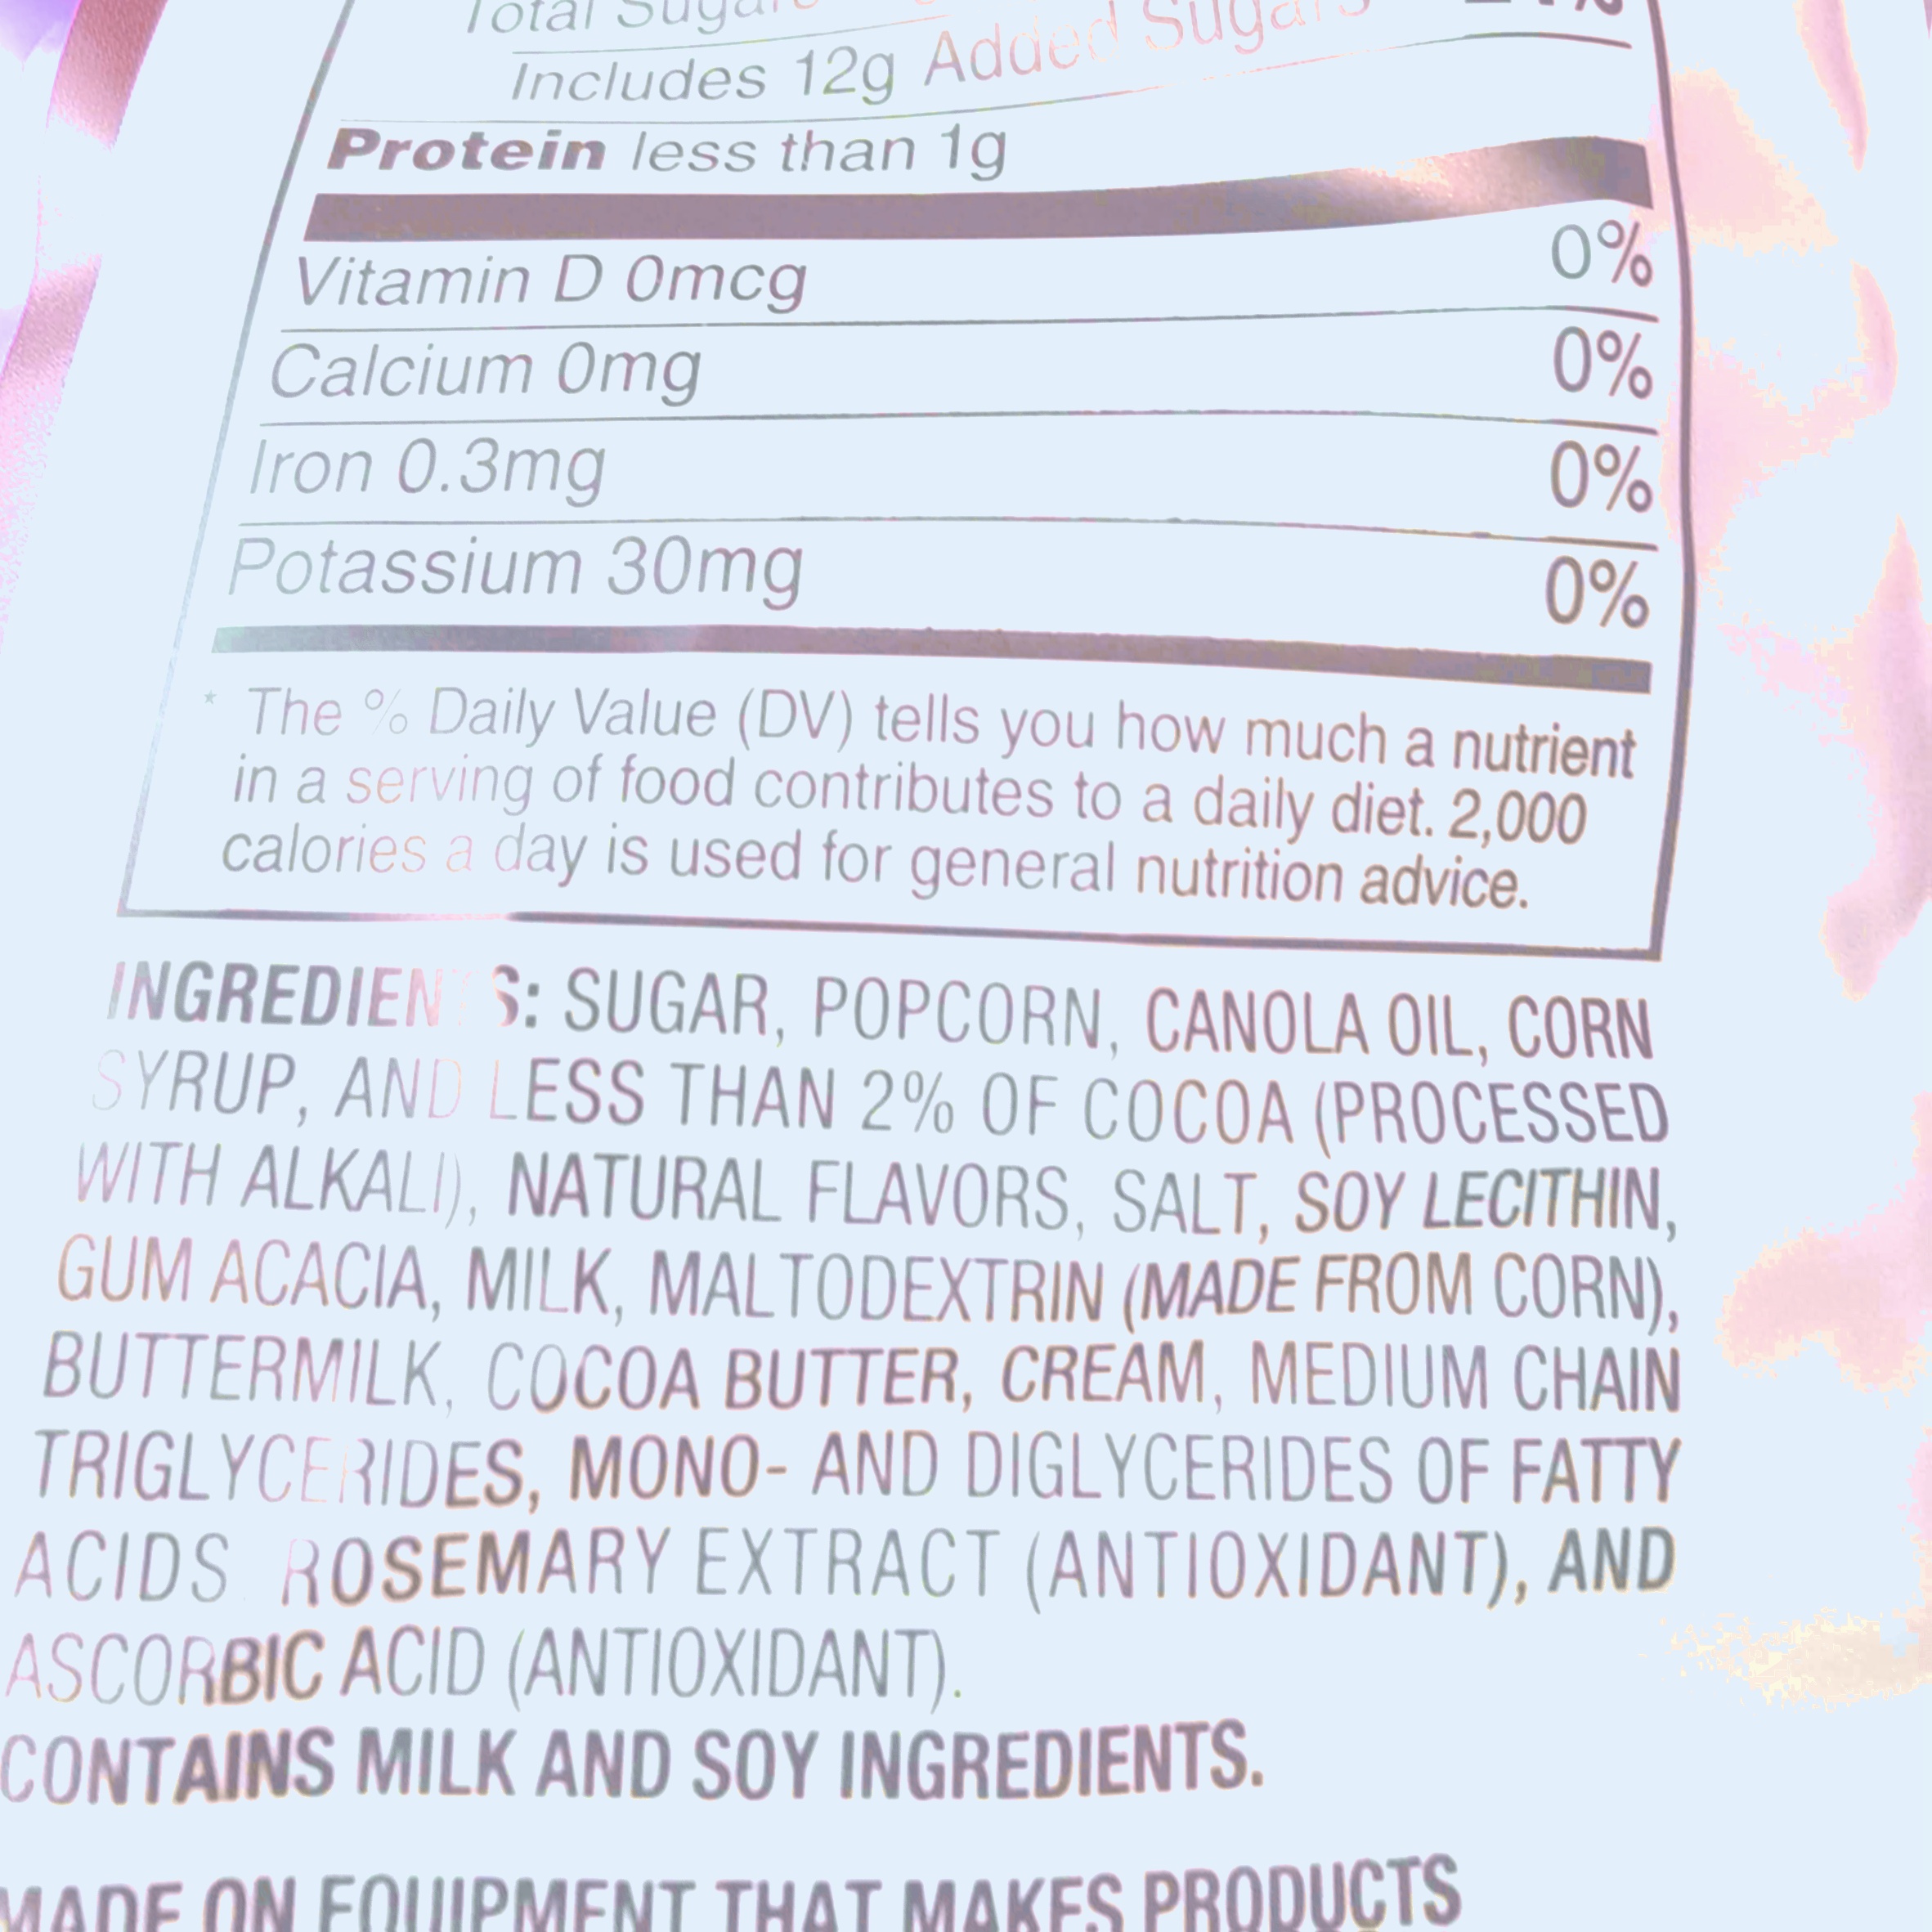 Total Sugars
Includes 12g Added Sugars
Protein less than 1g
Vitamin D 0mcg 0%
Calcium 0mg 0%
Iron 0.3mg 0%
Potassium 30mg 0%
* The % Daily Value (DV) tells you how much a nutrient
in a serving of food contributes to a daily diet. 2,000
calories a day is used for general nutrition advice.
INGREDIENTS: SUGAR, POPCORN, CANOLA OIL, CORN
SYRUP, AND LESS THAN 2% OF COCOA (PROCESSED
WITH ALKALI), NATURAL FLAVORS, SALT, SOY LECITHIN,
GUM ACACIA, MILK, MALTODEXTRIN (MADE FROM CORN),
BUTTERMILK, COCOA BUTTER, CREAM, MEDIUM CHAIN
TRIGLYCERIDES, MONO- AND DIGLYCERIDES OF FATTY
ACIDS ROSEMARY EXTRACT (ANTIOXIDANT), AND
ASCORBIC ACID (ANTIOXIDANT).
CONTAINS MILK AND SOY INGREDIENTS.
MADE ON EQUIPMENT THAT MAKES PRODUCTS